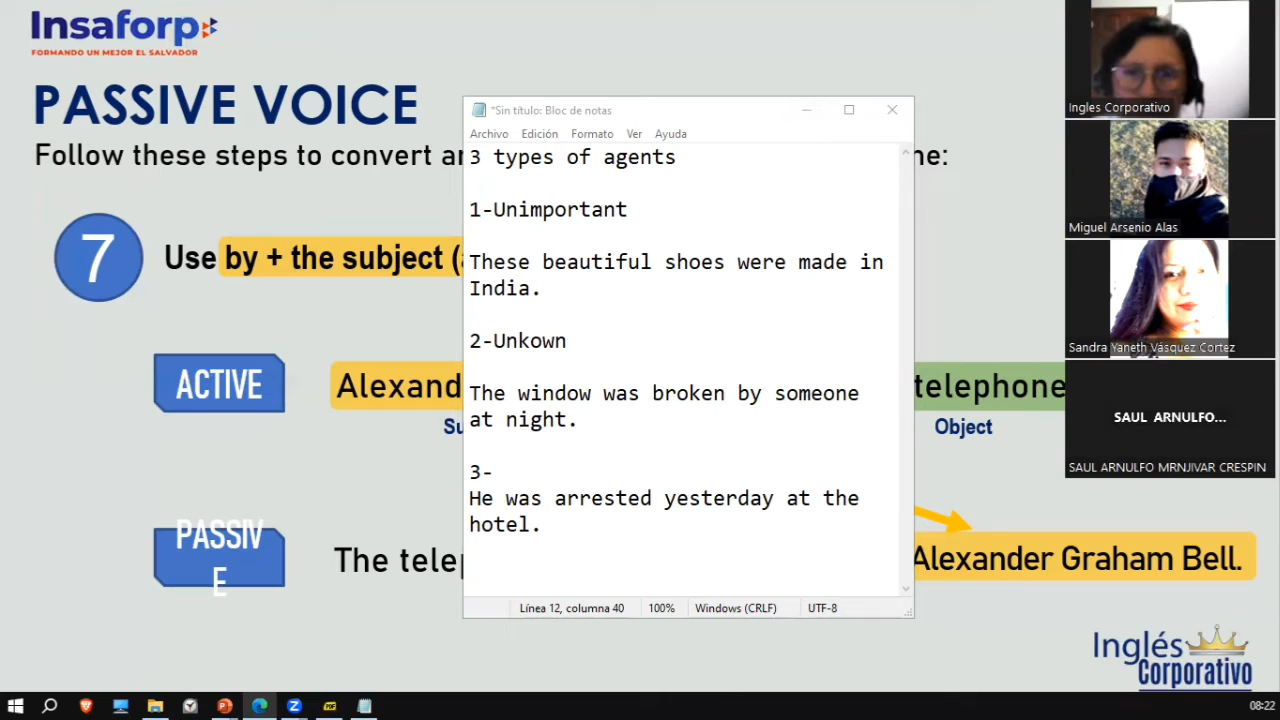 Insaforp
FORMANDO UN MEJOR EL SALVADOR
PASSIVE VOICE
Follow these steps to convert
ne:
7
Use by + the subject
ACTIVE
Alexand
telephone
Object
PASSIV
E
The telep
Alexander Graham Bell.
*Sin título: Bloc de notas
Archivo Edición Formato Ver Ayuda
3 types of agents
1-Unimportant
These beautiful shoes were made in
India.
2-Unkown
The window was broken by someone
at night.
3-
He was arrested yesterday at the
hotel.
Línea 12, columna 40 100% Windows (CRLF) UTF-8
Ingles Corporativo
Miguel Arsenio Alas
Sandra Yaneth Vásquez Cortez
SAUL ARNULFO...
SAUL ARNULFO MRNJIVAR CRESPIN
Inglés
Corporativo
08:22